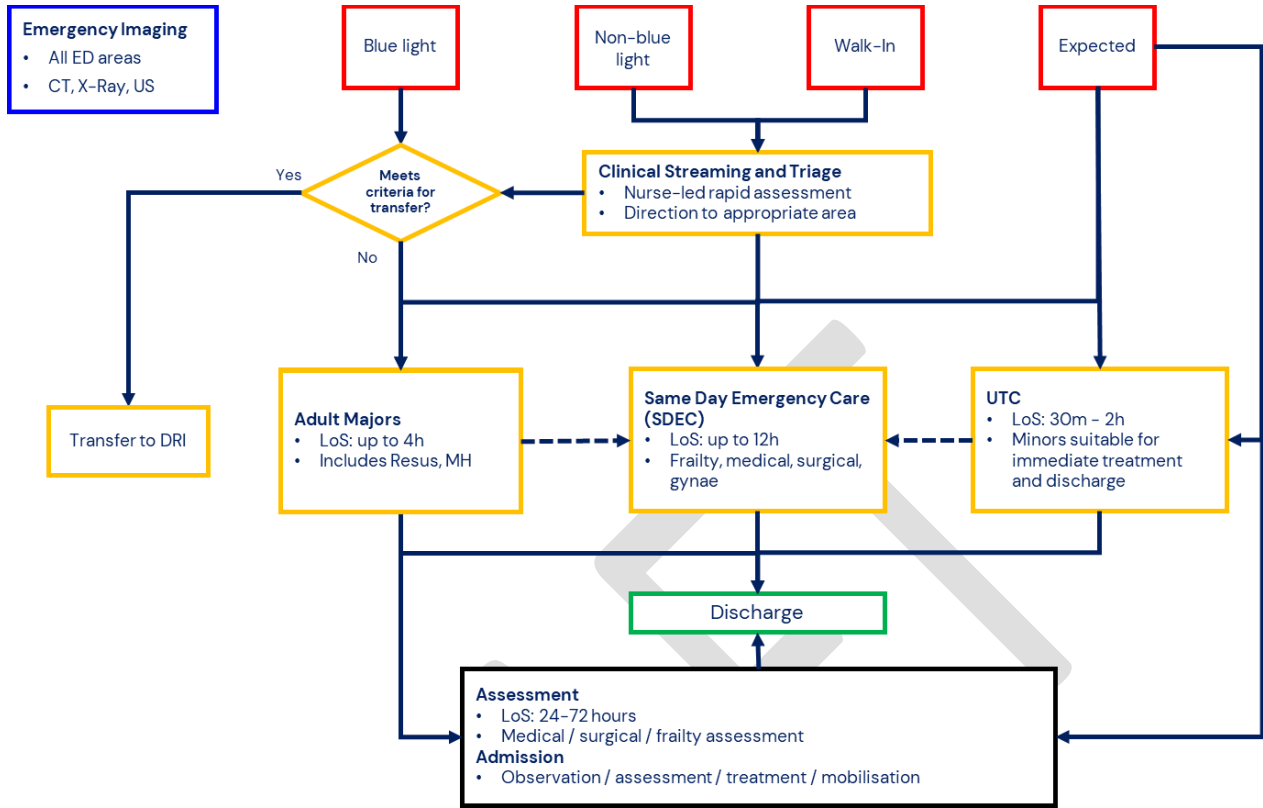 Emergency Imaging
• All ED areas
• CT, X-Ray, US
Blue light
Non-blue
light
Walk-In
Expected
Yes
Meets
criteria for
transfer?
No
Clinical Streaming and Triage
• Nurse-led rapid assessment
• Direction to appropriate area
Transfer to DRI
Adult Majors
• LoS: up to 4h
• Includes Resus, MH
Same Day Emergency Care
(SDEC)
• LoS: up to 12h
• Frailty, medical, surgical,
gynae
UTC
• LoS: 30m - 2h
• Minors suitable for
immediate treatment
and discharge
Discharge
Assessment
• LoS: 24-72 hours
• Medical / surgical / frailty assessment
Admission
• Observation / assessment / treatment / mobilisation